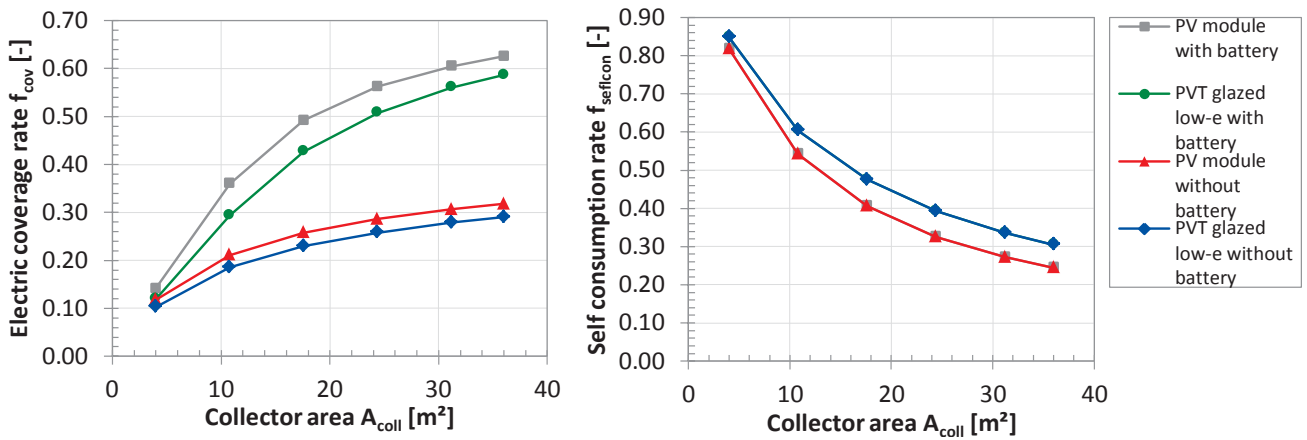 Electric coverage rate f_cov [-]
0.70
0.60
0.50
0.40
0.30
0.20
0.10
0.00
0 10 20 30 40
Collector area A_coll [m²]
Self consumption rate f_seflcon [-]
0.90
0.80
0.70
0.60
0.50
0.40
0.30
0.20
0.10
0.00
0 10 20 30 40
Collector area A_coll [m²]
PV module
with battery
PVT glazed
low-e with
battery
PV module
without
battery
PVT glazed
low-e without
battery